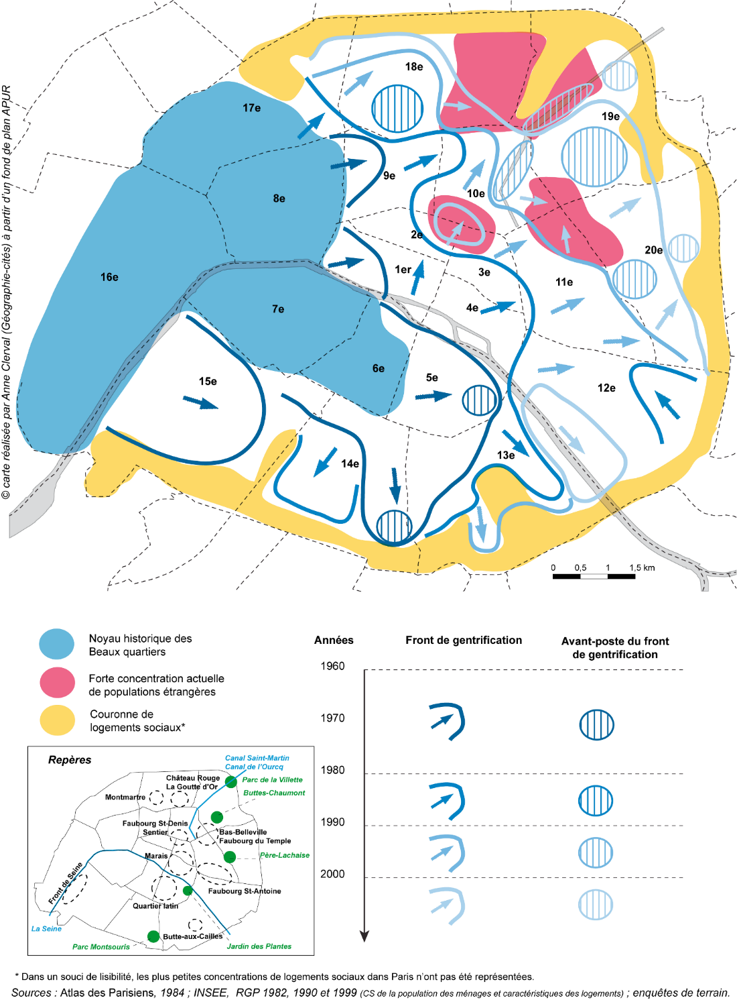 © carte réalisée par Anne Clerval (Géographie-cités) à partir d'un fond de plan APUR
18e
17e
19e
9e
8e
10e
2e
20e
16e
1er
3e
11e
7e
4e
6e
5e
15e
12e
14e
13e
0 0,5 1 1,5 km
Noyau historique des
Beaux quartiers
Forte concentration actuelle
de populations étrangères
Couronne de
logements sociaux*
Années
Front de gentrification
Avant-poste du front
de gentrification
1960
1970
1980
1990
2000
Repères
Canal Saint-Martin
Canal de l'Ourcq
Château Rouge
La Goutte d'Or
Parc de la Villette
Montmartre
Buttes-Chaumont
Faubourg St-Denis
Sentier
Bas-Belleville
Faubourg du Temple
Marais
Père-Lachaise
Front de Seine
Faubourg St-Antoine
Quartier latin
La Seine
Butte-aux-Cailles
Parc Montsouris
Jardin des Plantes
* Dans un souci de lisibilité, les plus petites concentrations de logements sociaux dans Paris n'ont pas été représentées.
Sources : Atlas des Parisiens, 1984 ; INSEE, RGP 1982, 1990 et 1999 (CS de la population des ménages et caractéristiques des logements) ; enquêtes de terrain.